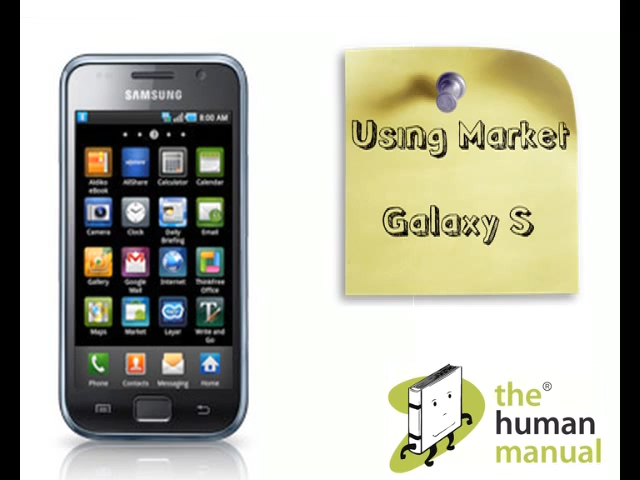 SAMSUNG
8:00 AM
Aldiko eBook
AllShare
Calculator
Calendar
Camera
Clock
Daily Briefing
Email
Gallery
Google Mail
Internet
ThinkFree Office
Maps
Market
Layar
Write and Go
Phone
Contacts
Messaging
Home
Using Market
Galaxy S
the®
human
manual